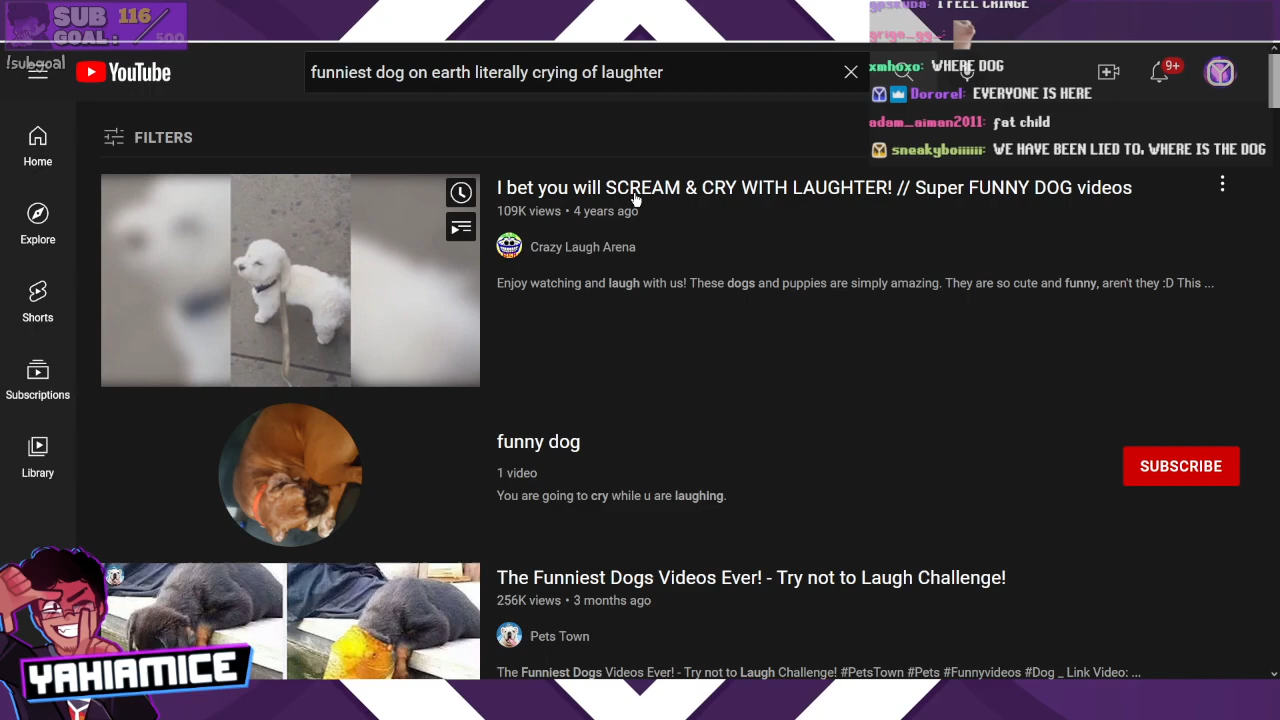 SUB 116/500
GOAL:
!subgoal
I FEEL CRINGE
xmhoxo: WHERE DOG
Dororel: EVERYONE IS HERE
adam_aiman2011: fat child
sneakyboiiiiii: WE HAVE BEEN LIED TO. WHERE IS THE DOG
YouTube
funniest dog on earth literally crying of laughter
9+
Home
Explore
Shorts
Subscriptions
Library
FILTERS
I bet you will SCREAM & CRY WITH LAUGHTER! // Super FUNNY DOG videos
109K views • 4 years ago
Crazy Laugh Arena
Enjoy watching and laugh with us! These dogs and puppies are simply amazing. They are so cute and funny, aren't they :D This ...
funny dog
1 video
You are going to cry while u are laughing.
SUBSCRIBE
The Funniest Dogs Videos Ever! - Try not to Laugh Challenge!
256K views • 3 months ago
Pets Town
The Funniest Dogs Videos Ever! - Try not to Laugh Challenge! #PetsTown #Pets #Funnyvideos #Dog _ Link Video: ...
YAHIAMICE